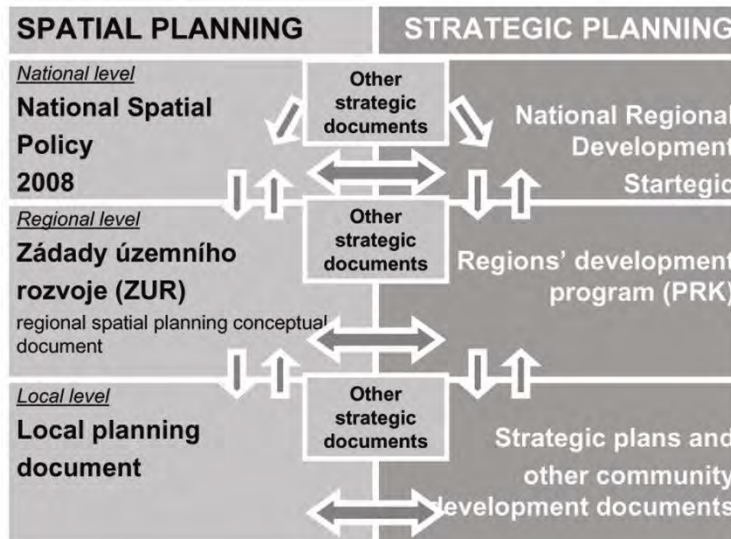 SPATIAL PLANNING
STRATEGIC PLANNING
National level
National Spatial
Policy
2008
Other
strategic
documents
National Regional
Development
Startegic
Regional level
Zádady územního
rozvoje (ZUR)
regional spatial planning conceptual
document
Other
strategic
documents
Regions' development
program (PRK)
Local level
Local planning
document
Other
strategic
documents
Strategic plans and
other community
development documents